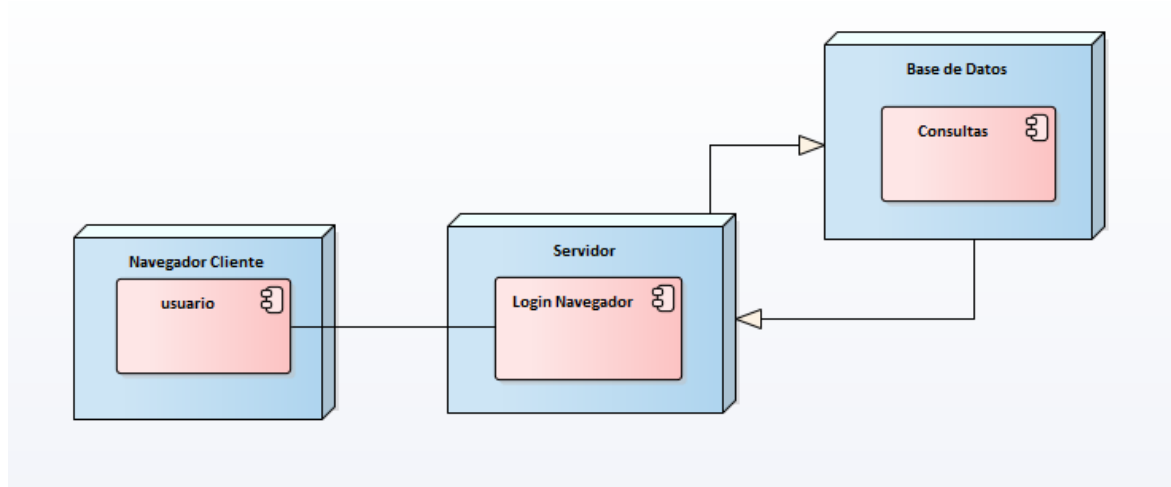 Navegador Cliente
usuario
Servidor
Login Navegador
Base de Datos
Consultas